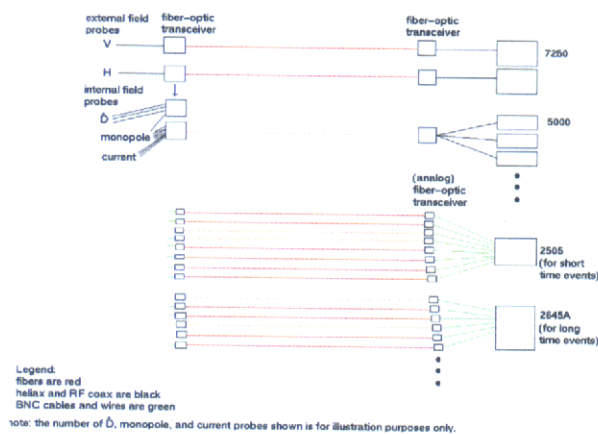 external field
probes
fiber-optic
transceiver
fiber-optic
transceiver
V
7250
H
internal field
probes
Ḋ
5000
monopole
current
(analog)
fiber-optic
transceiver
2505
(for short
time events)
2645A
(for long
time events)
Legend:
fibers are red
heliax and RF coax are black
BNC cables and wires are green
note: the number of Ḋ, monopole, and current probes shown is for illustration purposes only.